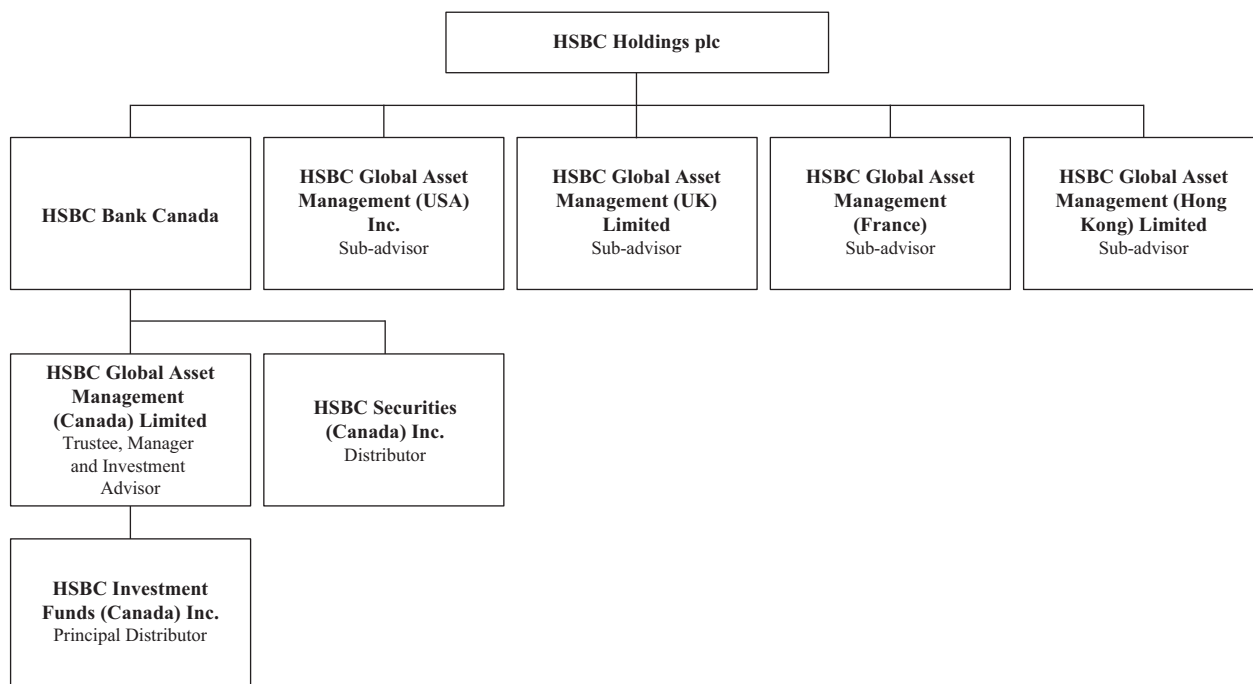 HSBC Holdings plc
HSBC Bank Canada
HSBC Global Asset
Management (USA)
Inc.
Sub-advisor
HSBC Global Asset
Management (UK)
Limited
Sub-advisor
HSBC Global Asset
Management
(France)
Sub-advisor
HSBC Global Asset
Management (Hong
Kong) Limited
Sub-advisor
HSBC Global Asset
Management
(Canada) Limited
Trustee, Manager
and Investment
Advisor
HSBC Securities
(Canada) Inc.
Distributor
HSBC Investment
Funds (Canada) Inc.
Principal Distributor